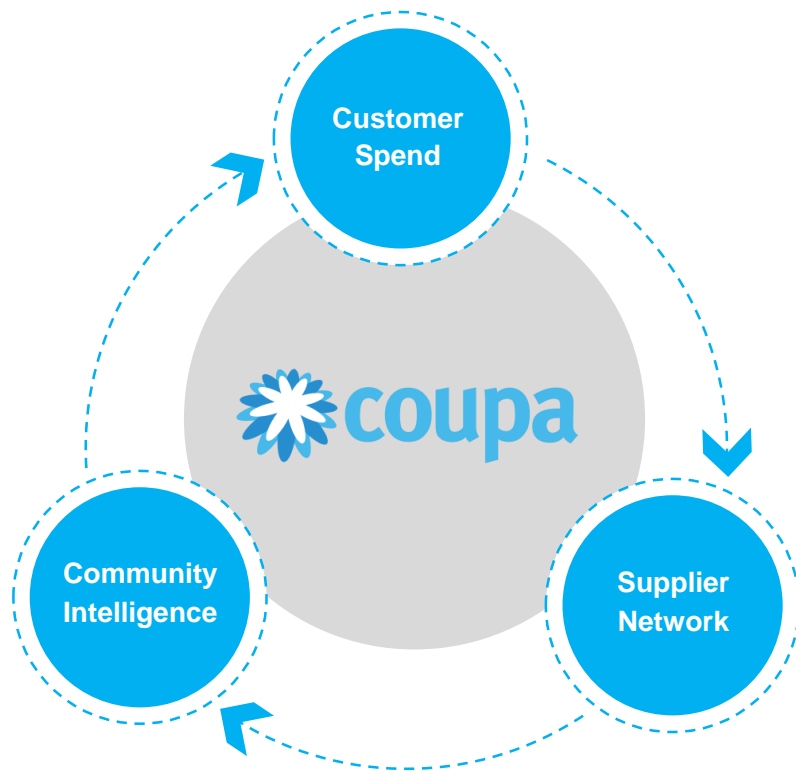 Customer
Spend
coupa
Community
Intelligence
Supplier
Network